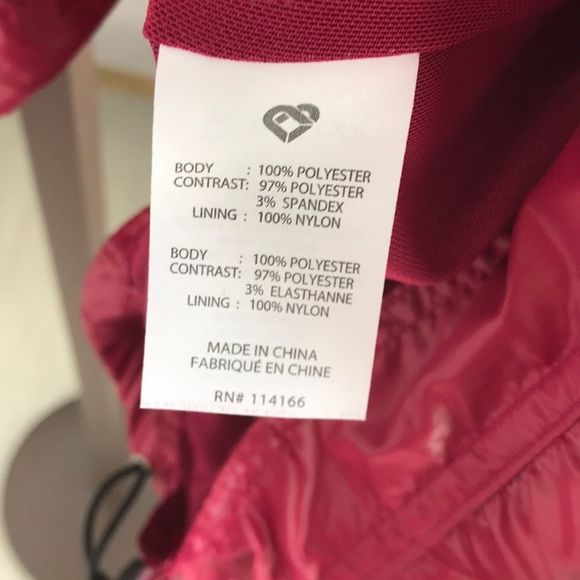 BODY : 100% POLYESTER
CONTRAST: 97% POLYESTER
3% SPANDEX
LINING : 100% NYLON
BODY : 100% POLYESTER
CONTRAST: 97% POLYESTER
3% ELASTHANNE
LINING : 100% NYLON
MADE IN CHINA
FABRIQUÉ EN CHINE
RN# 114166